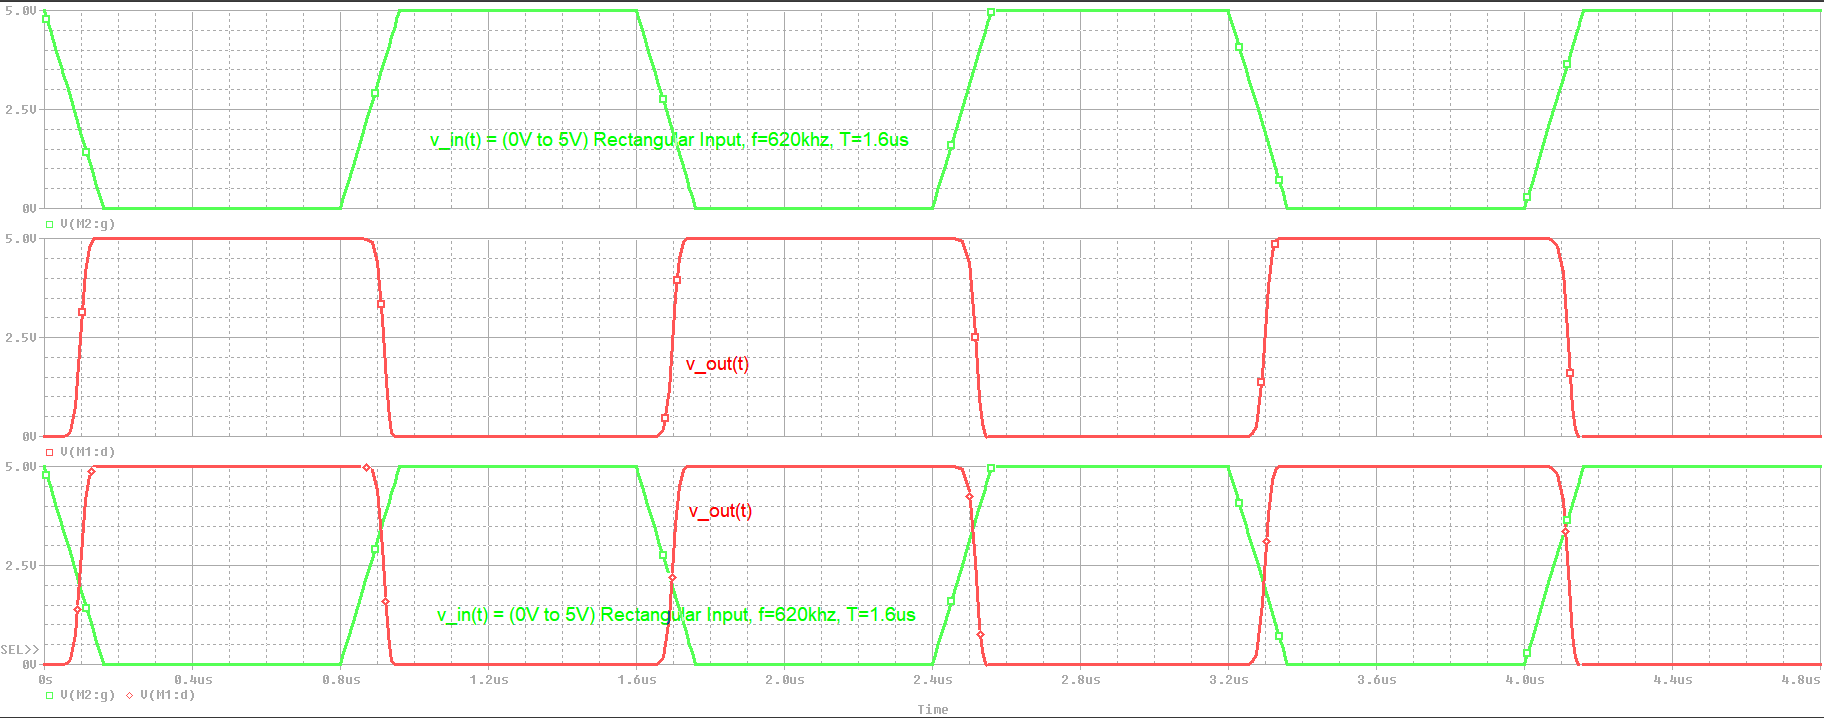 5.0V
v_in(t) = (0V to 5V) Rectangular Input, f=620khz, T=1.6us
2.5V
0V
V(M2:g)
5.0V
2.5V
v_out(t)
0V
V(M1:d)
5.0V
v_out(t)
2.5V
v_in(t) = (0V to 5V) Rectangular Input, f=620khz, T=1.6us
SEL>>
0V
0s 0.4us 0.8us 1.2us 1.6us 2.0us 2.4us 2.8us 3.2us 3.6us 4.0us 4.4us 4.8us
V(M2:g) V(M1:d)
Time